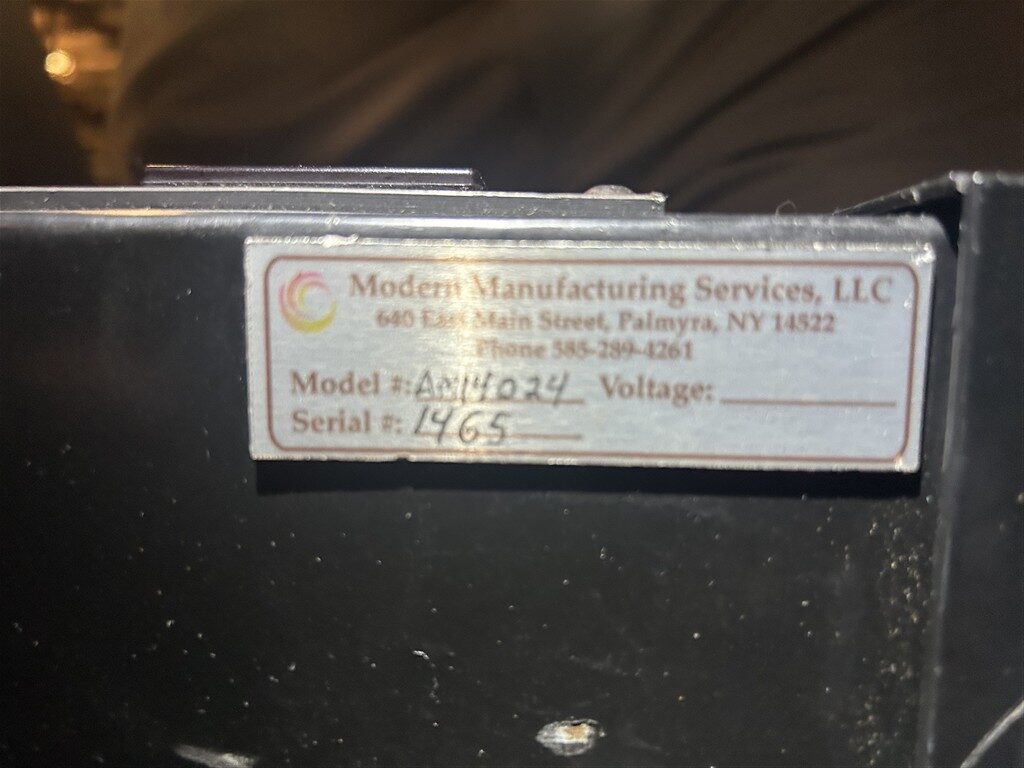 Modern Manufacturing Services, LLC
640 East Main Street, Palmyra, NY 14522
Phone 585-289-4261
Model #: Voltage:
Serial #: 1465